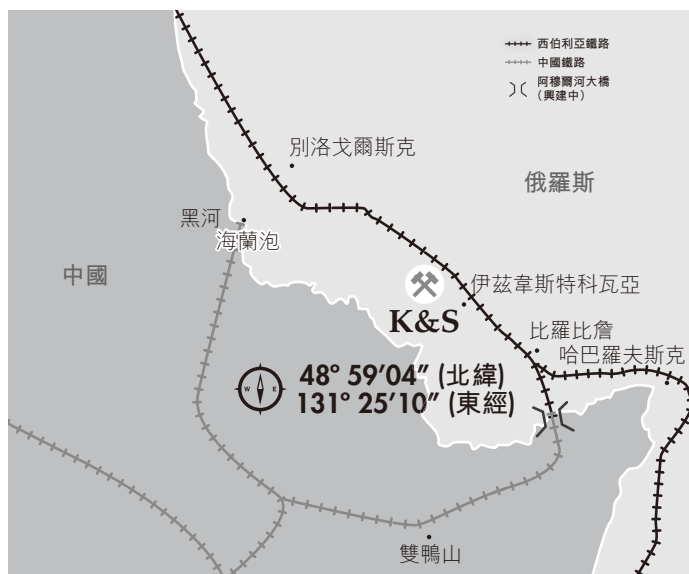 西伯利亞鐵路
中國鐵路
阿穆爾河大橋
（興建中）
別洛戈爾斯克
俄羅斯
黑河
海蘭泡
中國
伊茲韋斯特科瓦亞
K&S
比羅比詹
哈巴羅夫斯克
W E
48° 59’04” (北緯)
131° 25’10” (東經)
雙鴨山